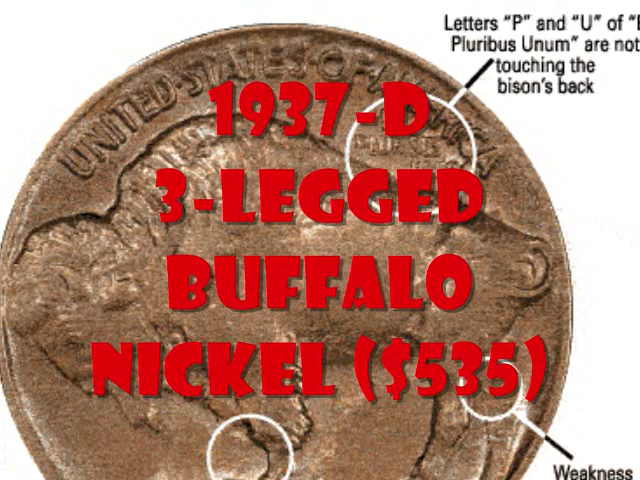 Letters "P" and "U" of "E
Pluribus Unum" are not
touching the
bison's back
UNITED·STATES·OF·AMERICA
1937-D
3-LEGGED
BUFFALO
NICKEL ($535)
Weakness